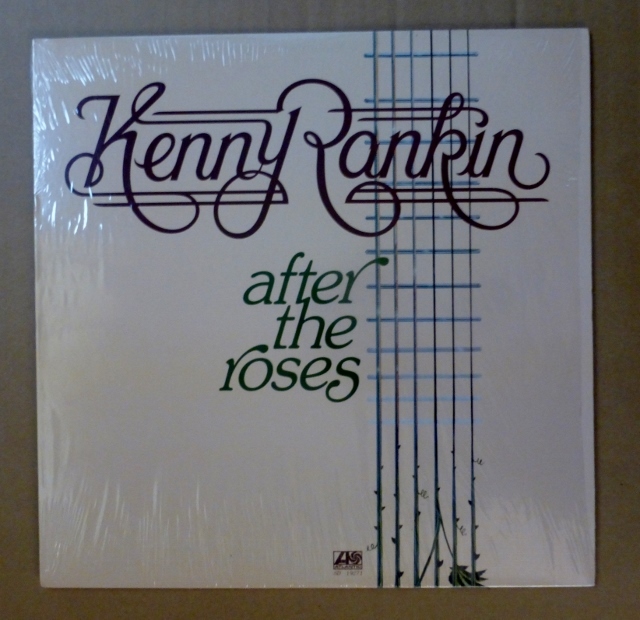 Kenny Rankin
after
the
roses